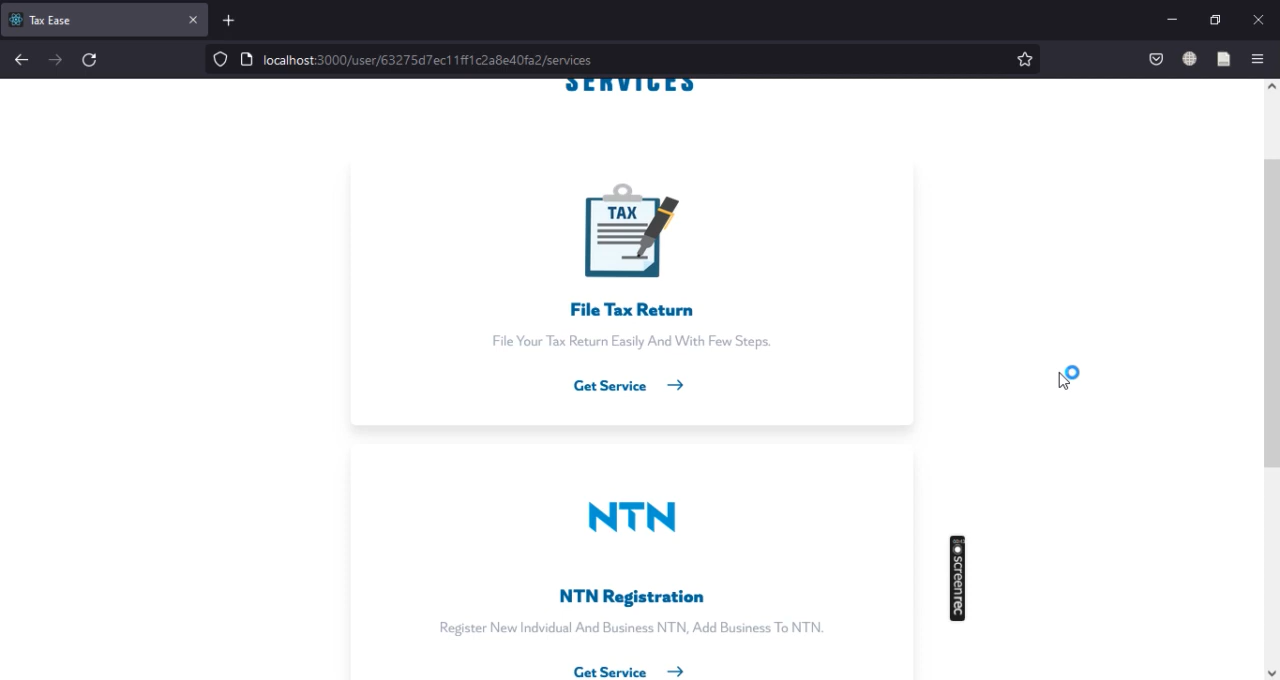 Tax Ease
localhost:3000/user/63275d7ec11ff1c2a8e40fa2/services
SERVICES
TAX
File Tax Return
File Your Tax Return Easily And With Few Steps.
Get Service
NTN
NTN Registration
Register New Indvidual And Business NTN, Add Business To NTN.
Get Service
screenrec